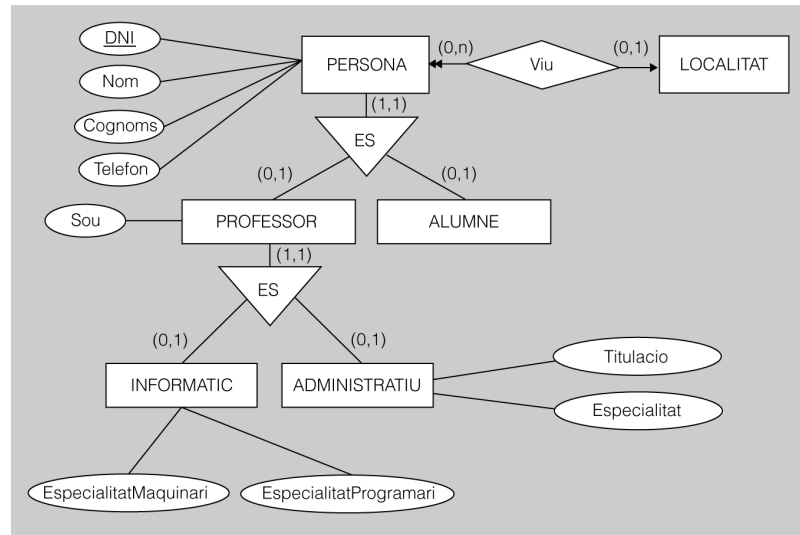 DNI
Nom
Cognoms
Telefon
PERSONA
(0,n)
Viu
(0,1)
LOCALITAT
(1,1)
ES
(0,1)
(0,1)
Sou
PROFESSOR
ALUMNE
(1,1)
ES
(0,1)
(0,1)
INFORMATIC
ADMINISTRATIU
Titulacio
Especialitat
EspecialitatMaquinari
EspecialitatProgramari